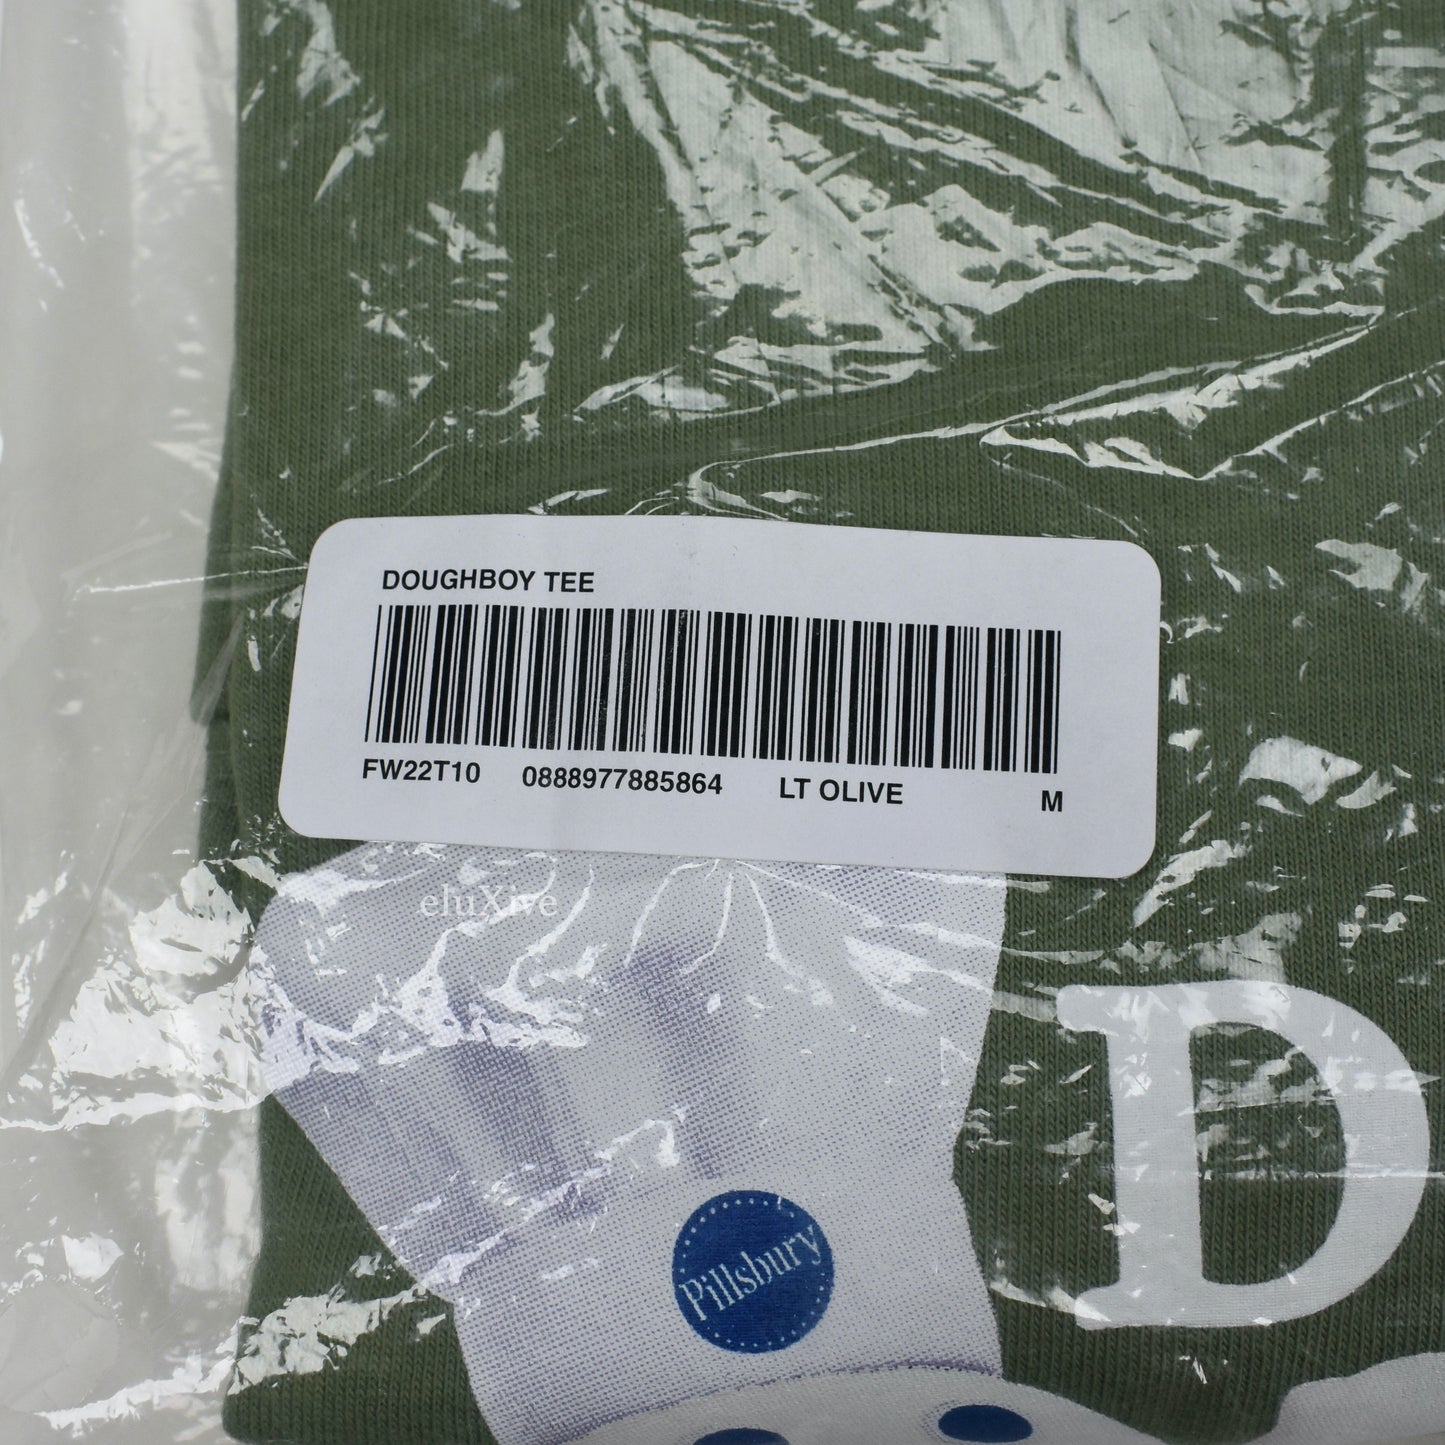 DOUGHBOY TEE
FW22T10 0888977885864 LT OLIVE M
eluXive
D
Pillsbury